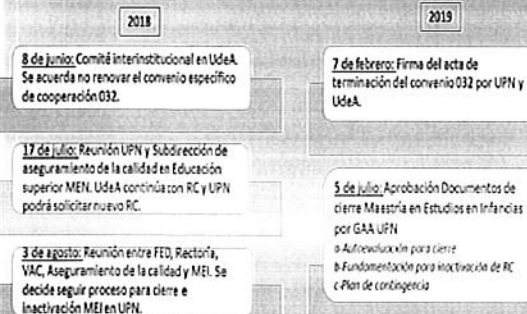 2018
8 de junio: Comité interinstitucional en UdeA.
Se acuerda no renovar el convenio específico
de cooperación 032.
17 de julio: Reunión UPN y Subdirección de
aseguramiento de la calidad en Educación
superior MEN. UdeA continúa con RC y UPN
podrá solicitar nuevo RC.
3 de agosto: Reunión entre FED, Rectoría,
VAC, Aseguramiento de la calidad y MEI. Se
decide seguir proceso para cierre e
inactivación MEI en UPN.
2019
7 de febrero: Firma del acta de
terminación del convenio 032 por UPN y
UdeA.
5 de julio: Aprobación Documentos de
cierre Maestría en Estudios en Infancias
por GAA UPN
a-Autoevaluación para cierre
b-Fundamentación para inactivación de RC
c-Plan de contingencia